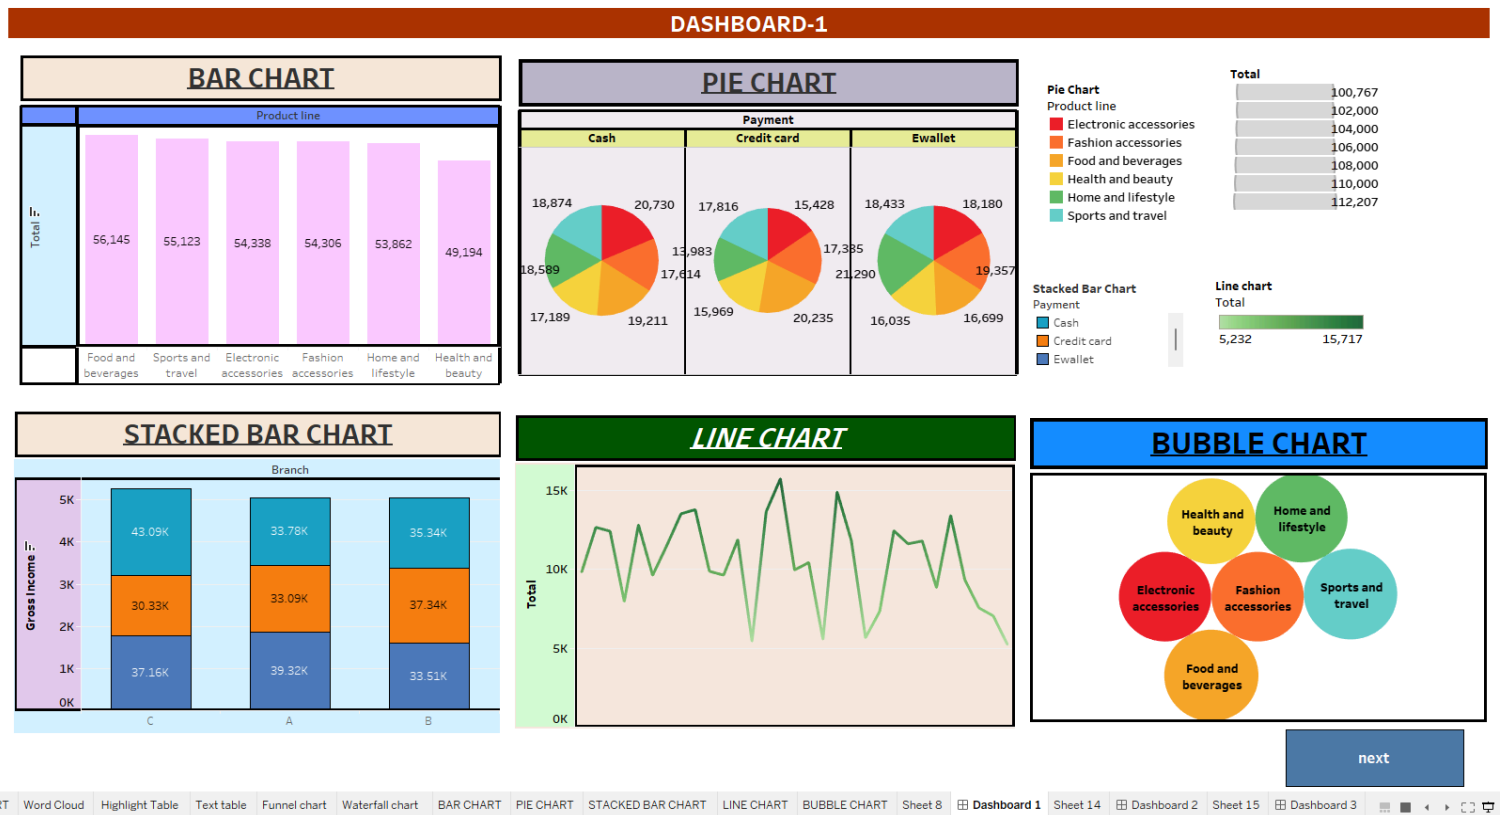 DASHBOARD-1
BAR CHART
Product line
Total
56,145
55,123
54,338
54,306
53,862
49,194
Food and
beverages
Sports and
travel
Electronic
accessories
Fashion
accessories
Home and
lifestyle
Health and
beauty
PIE CHART
Payment
Cash
Credit card
Ewallet
18,874
20,730
18,589
17,614
17,189
19,211
17,816
15,428
13,983
17,335
15,969
20,235
18,433
18,180
21,290
19,357
16,035
16,699
Pie Chart
Product line
Electronic accessories
Fashion accessories
Food and beverages
Health and beauty
Home and lifestyle
Sports and travel
Total
100,767
102,000
104,000
106,000
108,000
110,000
112,207
Stacked Bar Chart
Payment
Cash
Credit card
Ewallet
Line chart
Total
5,232
15,717
STACKED BAR CHART
Branch
Gross Income
5K
4K
3K
2K
1K
0K
43.09K
30.33K
37.16K
33.78K
33.09K
39.32K
35.34K
37.34K
33.51K
C
A
B
LINE CHART
Total
15K
10K
5K
0K
BUBBLE CHART
Health and
beauty
Home and
lifestyle
Electronic
accessories
Fashion
accessories
Sports and
travel
Food and
beverages
next
RT Word Cloud Highlight Table Text table Funnel chart Waterfall chart BAR CHART PIE CHART STACKED BAR CHART LINE CHART BUBBLE CHART Sheet 8 Dashboard 1 Sheet 14 Dashboard 2 Sheet 15 Dashboard 3